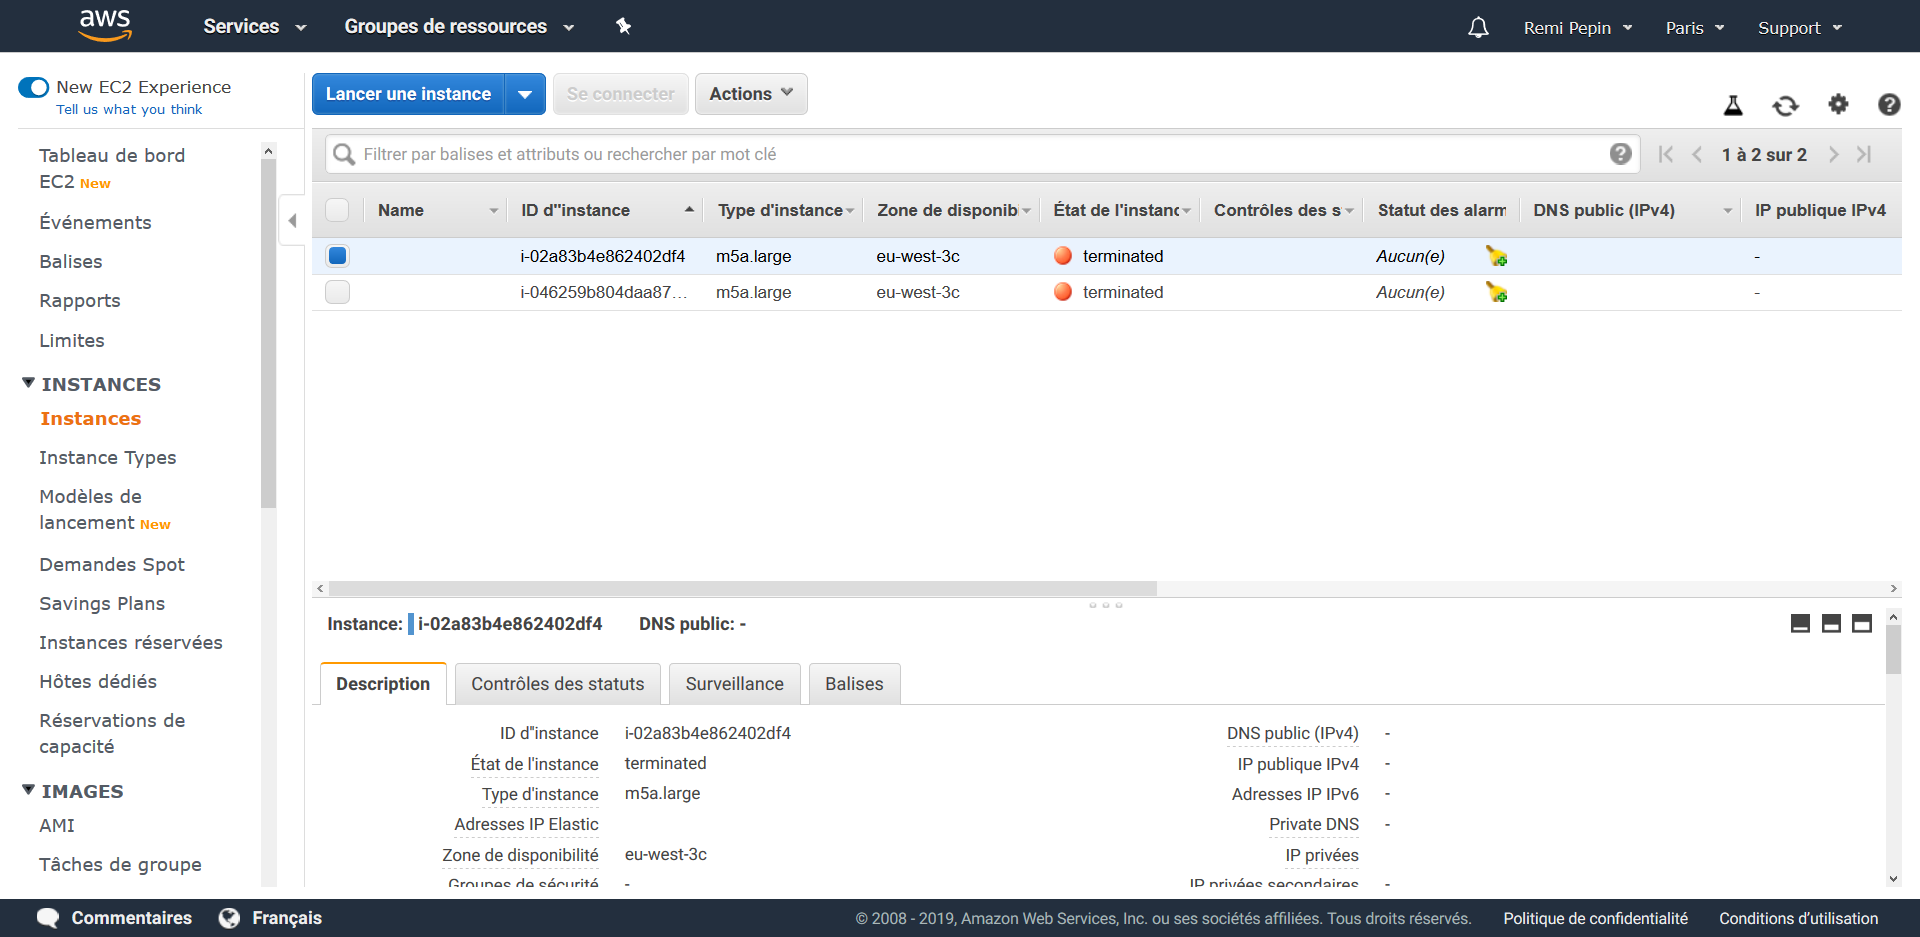 aws
Services
Groupes de ressources
Remi Pepin
Paris
Support
New EC2 Experience
Tell us what you think
Tableau de bord
EC2 New
Événements
Balises
Rapports
Limites
INSTANCES
Instances
Instance Types
Modèles de
lancement New
Demandes Spot
Savings Plans
Instances réservées
Hôtes dédiés
Réservations de
capacité
IMAGES
AMI
Tâches de groupe
Lancer une instance
Se connecter
Actions
Filtrer par balises et attributs ou rechercher par mot clé
1 à 2 sur 2
Name ID d"instance Type d'instance Zone de disponib État de l'instanc Contrôles des s Statut des alarm DNS public (IPv4) IP publique IPv4
i-02a83b4e862402df4 m5a.large eu-west-3c terminated Aucun(e) -
i-046259b804daa87... m5a.large eu-west-3c terminated Aucun(e) -
Instance: i-02a83b4e862402df4 DNS public: -
Description Contrôles des statuts Surveillance Balises
ID d"instance i-02a83b4e862402df4 DNS public (IPv4) -
État de l'instance terminated IP publique IPv4 -
Type d'instance m5a.large Adresses IP IPv6 -
Adresses IP Elastic Private DNS -
Zone de disponibilité eu-west-3c IP privées
Groupes de sécurité - IP privées secondaires -
Commentaires
Français
© 2008 - 2019, Amazon Web Services, Inc. ou ses sociétés affiliées. Tous droits réservés.
Politique de confidentialité
Conditions d'utilisation